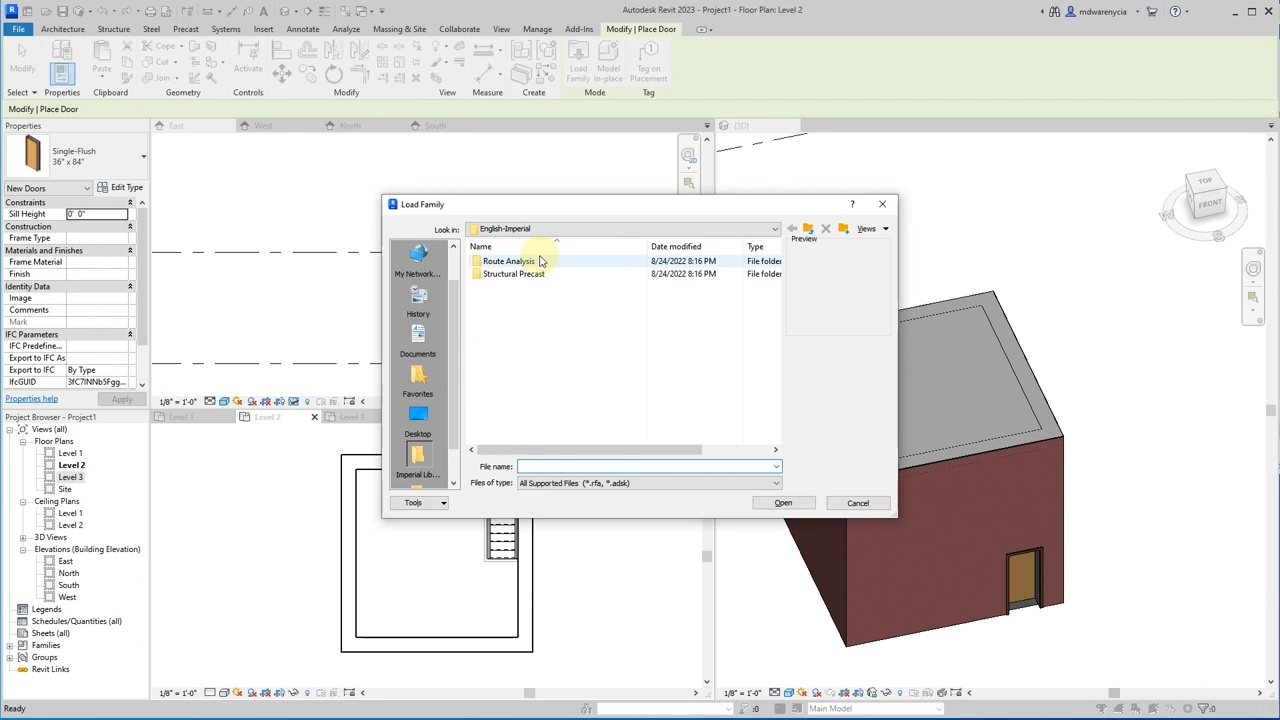 Autodesk Revit 2023 - Project1 - Floor Plan: Level 2
mdwarenycia
File Architecture Structure Steel Precast Systems Insert Annotate Analyze Massing & Site Collaborate View Manage Add-Ins Modify | Place Door
Modify Properties Paste Cope Cut Join Activate Load Family Model In-place Tag on Placement
Select Properties Clipboard Geometry Controls Modify View Measure Create Mode Tag
Modify | Place Door
Properties
East West North South {3D}
Single-Flush
36" x 84"
New Doors Edit Type
Constraints
Sill Height 0' 0"
Construction
Frame Type
Materials and Finishes
Frame Material
Finish
Identity Data
Image
Comments
Mark
IFC Parameters
IFC Predefine...
Export to IFC As
Export to IFC By Type
IfcGUID 3fC7INNb5Fgg...
Properties help Apply
Project Browser - Project1
Views (all)
Floor Plans
Level 1
Level 2
Level 3
Site
Ceiling Plans
Level 1
Level 2
3D Views
Elevations (Building Elevation)
East
North
South
West
Legends
Schedules/Quantities (all)
Sheets (all)
Families
Groups
Revit Links
Load Family
Look in: English-Imperial Views
Name Date modified Type Preview
Route Analysis 8/24/2022 8:16 PM File folder
Structural Precast 8/24/2022 8:16 PM File folder
My Network...
History
Documents
Favorites
Desktop
Imperial Lib...
File name:
Files of type: All Supported Files (*.rfa, *.adsk)
Tools Open Cancel
1/8" = 1'-0"
Level 1 Level 2 Level 3
TOP
FRONT
1/8" = 1'-0" 1/8" = 1'-0"
Ready :0 Main Model :0